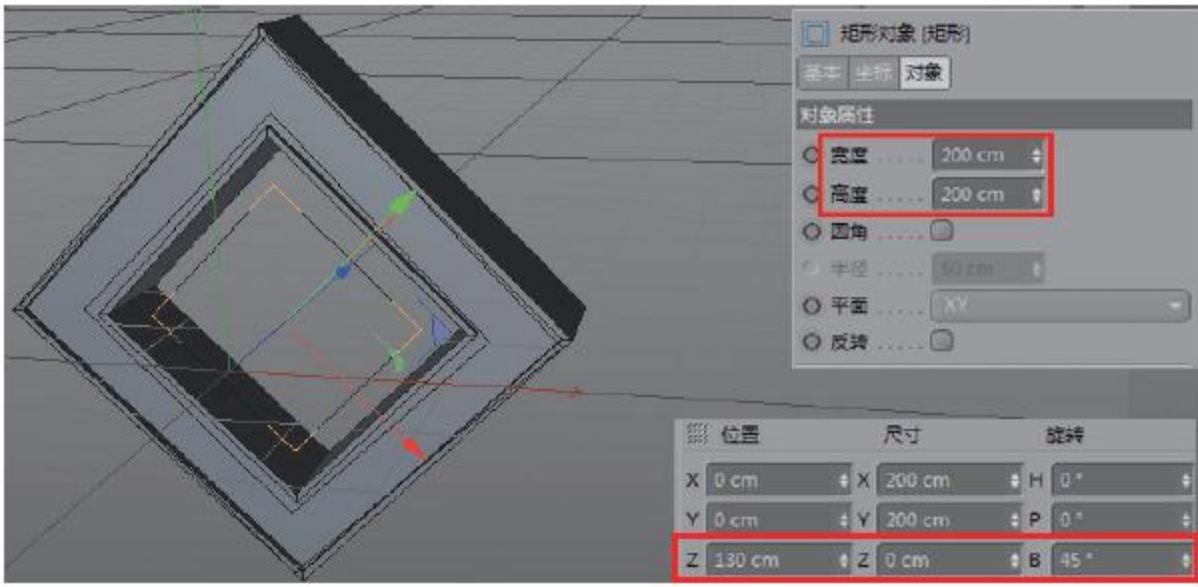 矩形对象 [矩形]
基本 坐标 对象
对象属性
宽度 ..... 200 cm
高度 ..... 200 cm
圆角 .....
半径 ..... 50 cm
平面 ..... XY
反转 .....
位置 尺寸 旋转
X 0 cm X 200 cm H 0 °
Y 0 cm Y 200 cm P 0 °
Z 130 cm Z 0 cm B 45 °